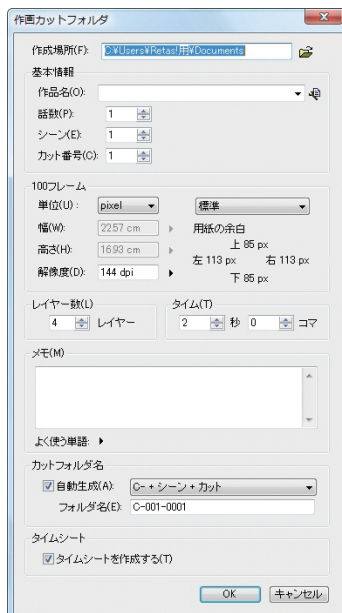 作画カットフォルダ
作成場所(F): C:¥Users¥Retas!用¥Documents
基本情報
作品名(O):
話数(P): 1
シーン(E): 1
カット番号(C): 1
100フレーム
単位(U): pixel 標準
幅(W): 22.57 cm 用紙の余白
高さ(H): 16.93 cm 上 85 px
左 113 px 右 113 px
解像度(D): 144 dpi 下 85 px
レイヤー数(L) タイム(T)
4 レイヤー 2 秒 0 コマ
メモ(M)
よく使う単語:
カットフォルダ名
自動生成(A): C- + シーン + カット
フォルダ名(E): C-001-0001
タイムシート
タイムシートを作成する(T)
OK キャンセル